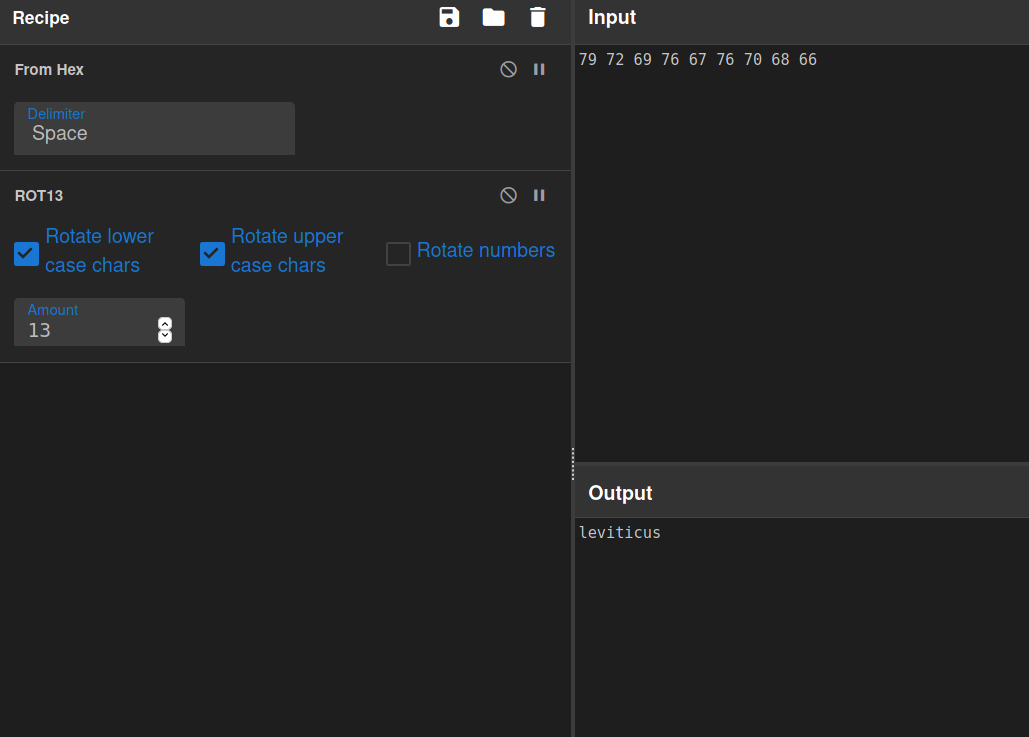 Recipe
From Hex
Delimiter
Space
ROT13
Rotate lower
case chars
Rotate upper
case chars
Rotate numbers
Amount
13
Input
79 72 69 76 67 76 70 68 66
Output
leviticus